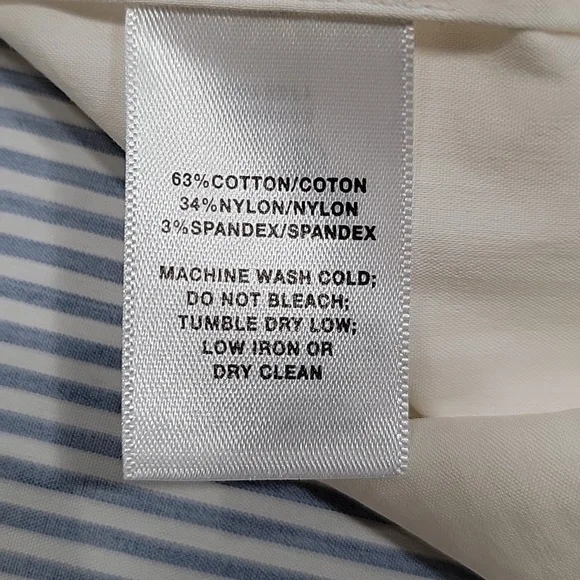 63%COTTON/COTON
34%NYLON/NYLON
3%SPANDEX/SPANDEX
MACHINE WASH COLD;
DO NOT BLEACH;
TUMBLE DRY LOW;
LOW IRON OR
DRY CLEAN